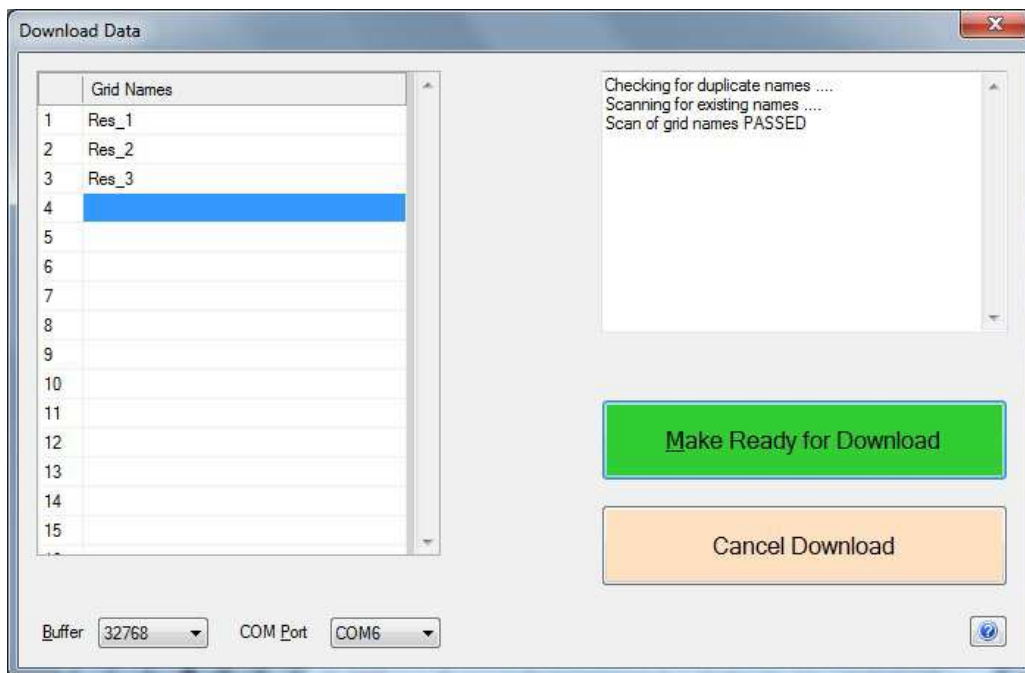 Download Data
Grid Names
1 Res_1
2 Res_2
3 Res_3
4
5
6
7
8
9
10
11
12
13
14
15
Checking for duplicate names ....
Scanning for existing names ....
Scan of grid names PASSED
Make Ready for Download
Cancel Download
Buffer 32768 COM Port COM6